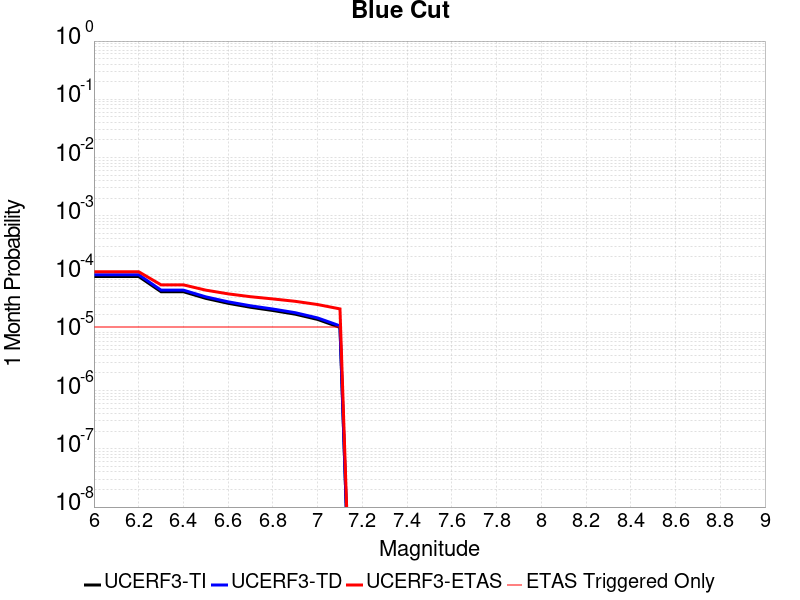 Blue Cut
10^0
10^-1
10^-2
10^-3
10^-4
10^-5
10^-6
10^-7
10^-8
1 Month Probability
6 6.2 6.4 6.6 6.8 7 7.2 7.4 7.6 7.8 8 8.2 8.4 8.6 8.8 9
Magnitude
UCERF3-TI UCERF3-TD UCERF3-ETAS ETAS Triggered Only